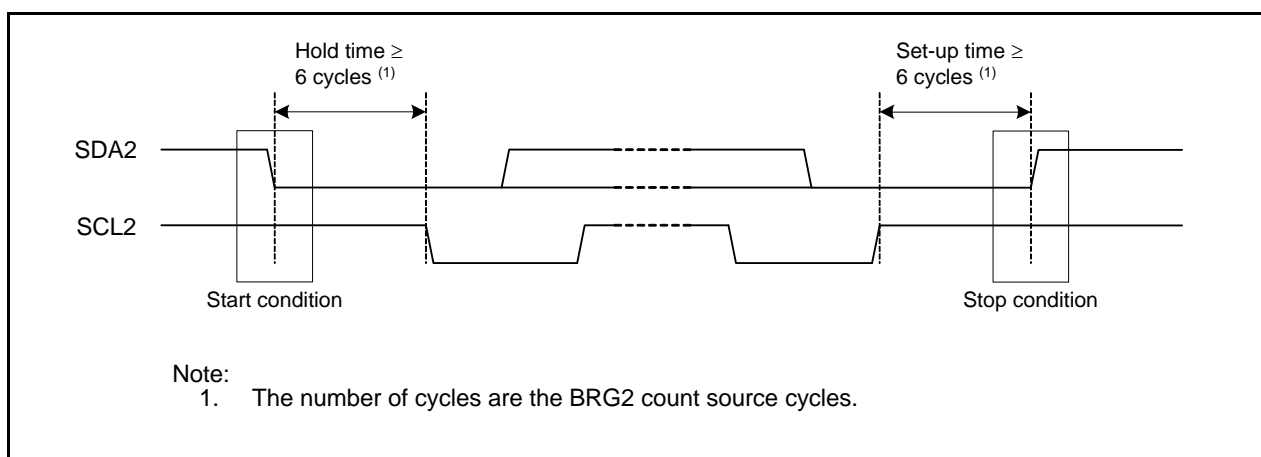 Hold time ≥
6 cycles (1)
Set-up time ≥
6 cycles (1)
SDA2
SCL2
Start condition
Stop condition
Note:
1. The number of cycles are the BRG2 count source cycles.